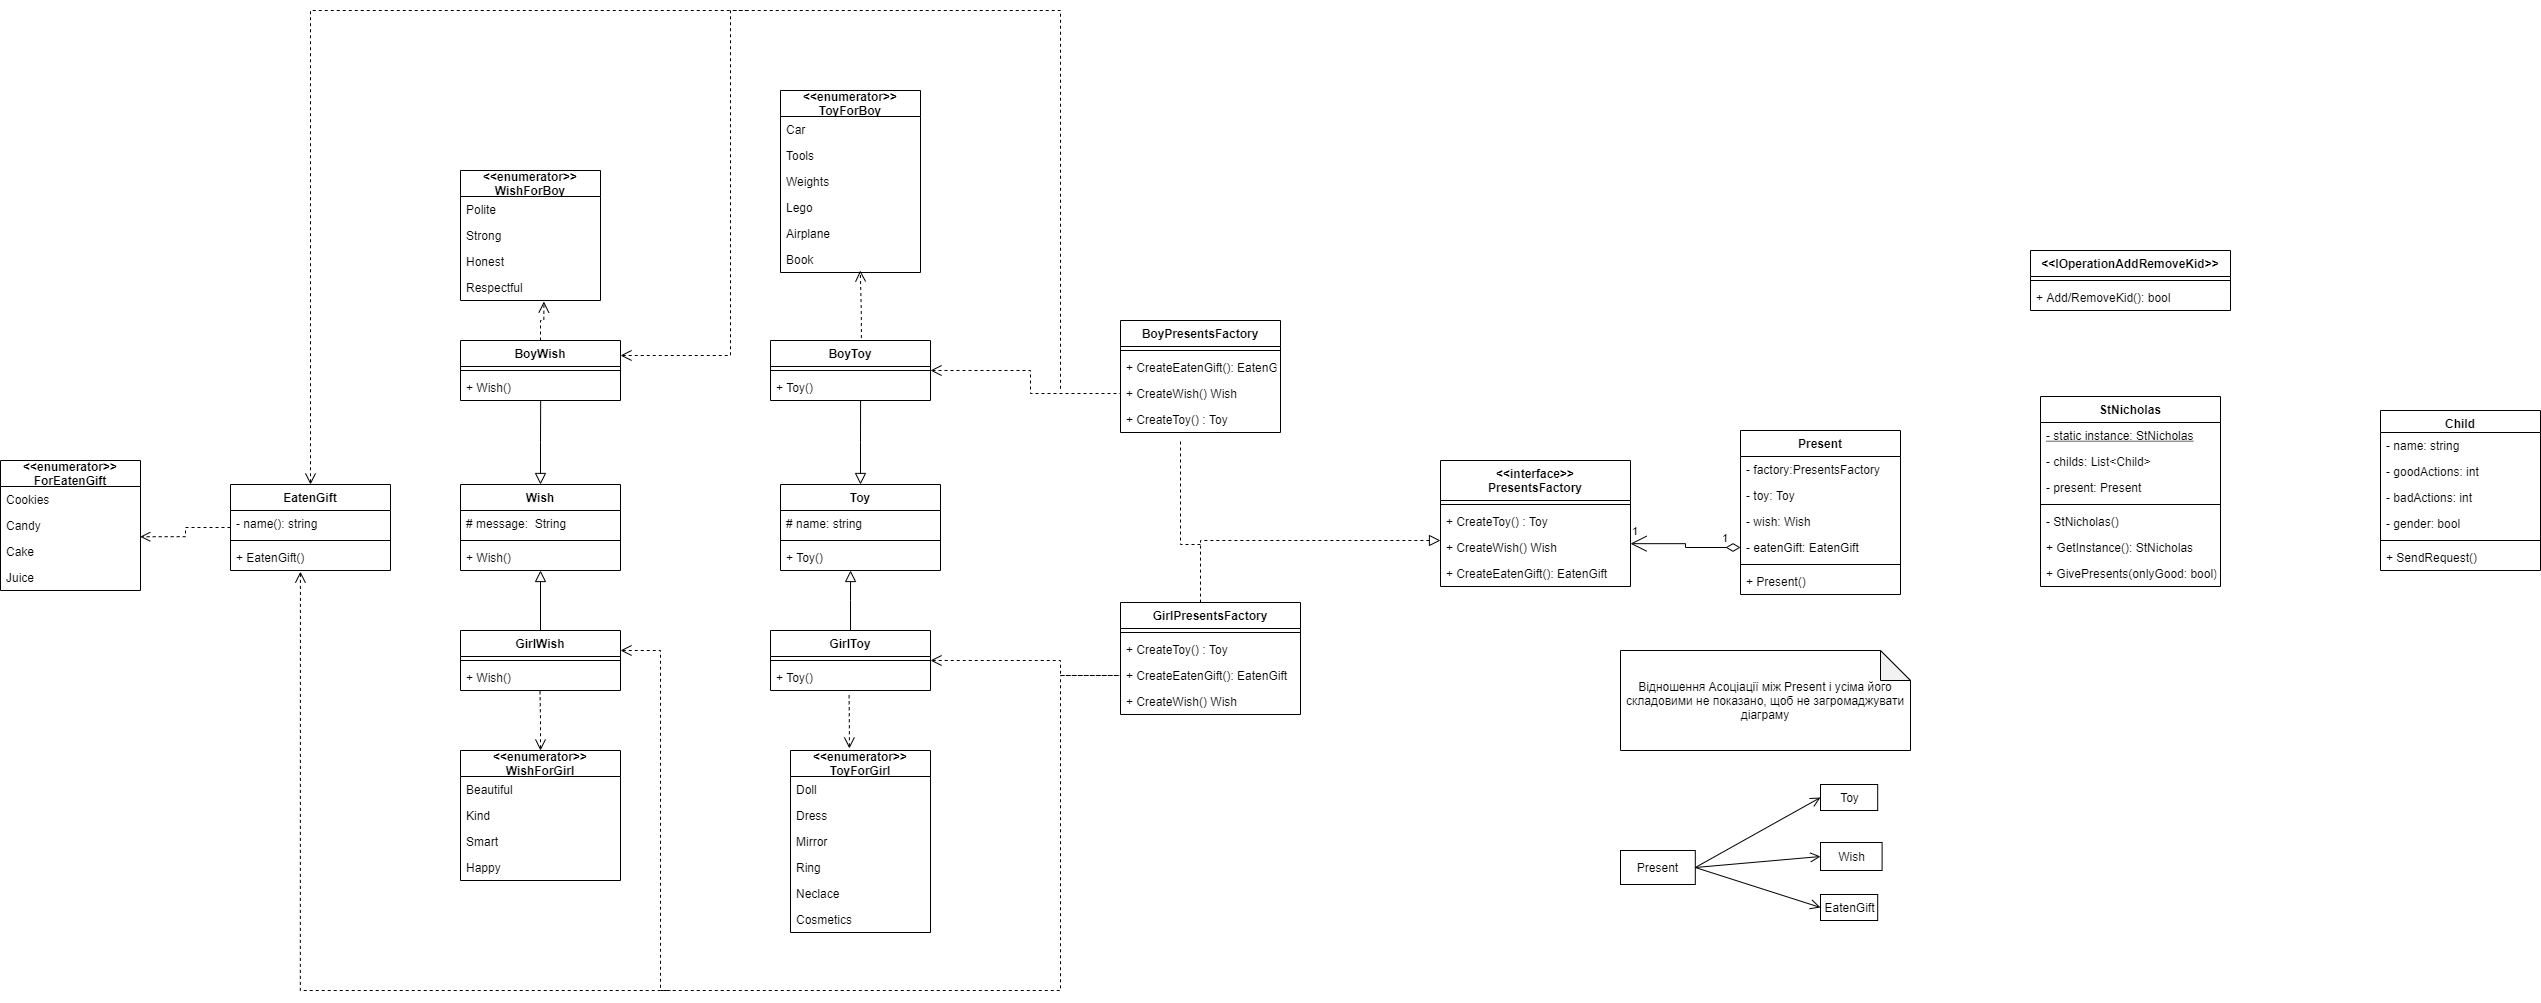 <<enumerator>>
ToyForBoy
Car
Tools
Weights
Lego
Airplane
Book
<<enumerator>>
WishForBoy
Polite
Strong
Honest
Respectful
<<IOperationAddRemoveKid>>
+ Add/RemoveKid(): bool
BoyWish
+ Wish()
BoyToy
+ Toy()
BoyPresentsFactory
+ CreateEatenGift(): EatenG
+ CreateWish() Wish
+ CreateToy() : Toy
<<enumerator>>
ForEatenGift
Cookies
Candy
Cake
Juice
EatenGift
- name(): string
+ EatenGift()
Wish
# message:  String
+ Wish()
Toy
# name: string
+ Toy()
<<interface>>
PresentsFactory
+ CreateToy() : Toy
+ CreateWish() Wish
+ CreateEatenGift(): EatenGift
1
1
Present
- factory:PresentsFactory
- toy: Toy
- wish: Wish
- eatenGift: EatenGift
+ Present()
StNicholas
- static instance: StNicholas
- childs: List<Child>
- present: Present
- StNicholas()
+ GetInstance(): StNicholas
+ GivePresents(onlyGood: bool)
Child
- name: string
- goodActions: int
- badActions: int
- gender: bool
+ SendRequest()
GirlWish
+ Wish()
GirlToy
+ Toy()
GirlPresentsFactory
+ CreateToy() : Toy
+ CreateEatenGift(): EatenGift
+ CreateWish() Wish
Відношення Асоціації між Present і усіма його
складовими не показано, щоб не загромаджувати
діаграму
<<enumerator>>
WishForGirl
Beautiful
Kind
Smart
Happy
<<enumerator>>
ToyForGirl
Doll
Dress
Mirror
Ring
Neclace
Cosmetics
Present
Toy
Wish
EatenGift